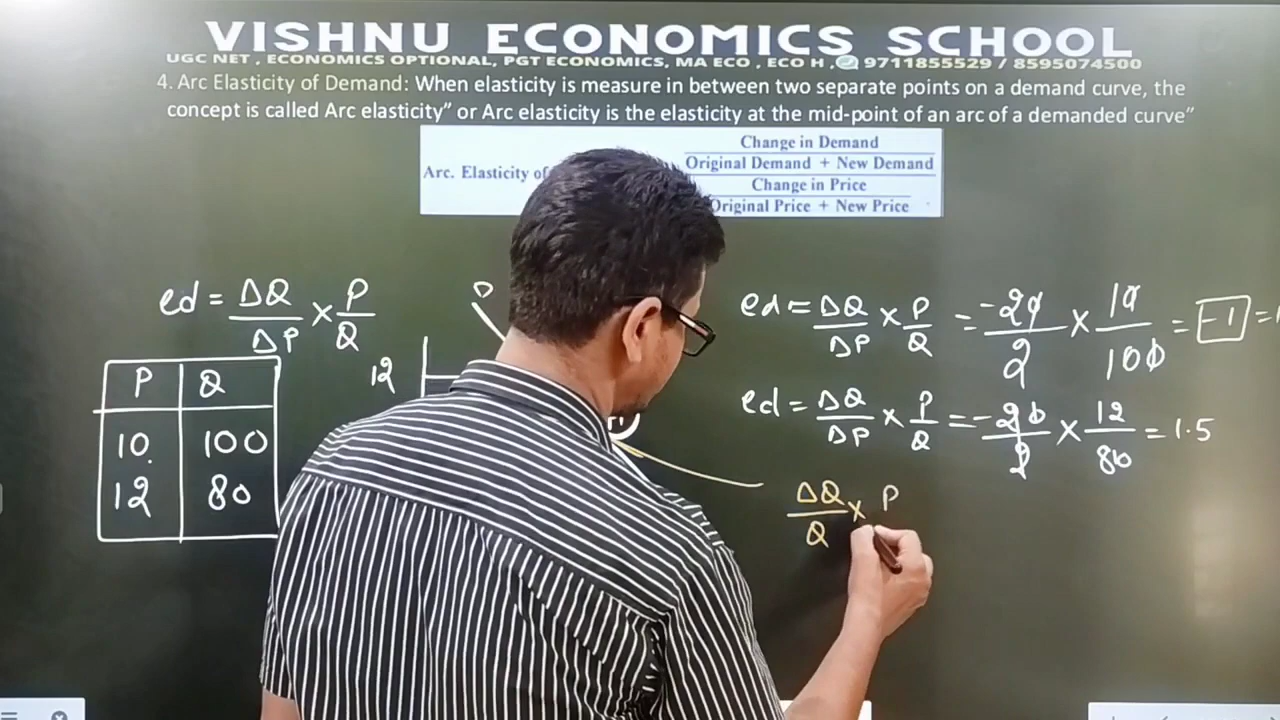 VISHNU ECONOMICS SCHOOL
UGC NET , ECONOMICS OPTIONAL, PGT ECONOMICS, MA ECO , ECO H , 9711855529 / 8595074500
4. Arc Elasticity of Demand: When elasticity is measure in between two separate points on a demand curve, the
concept is called Arc elasticity” or Arc elasticity is the elasticity at the mid-point of an arc of a demanded curve”
Change in Demand
Arc. Elasticity of
Original Demand + New Demand
Change in Price
Original Price + New Price
ed = ΔQ/ΔP × P/Q
D
12
P Q
10 100
12 80
ed = ΔQ/ΔP × P/Q = -20/2 × 10/100 = -1 =
ed = ΔQ/ΔP × P/Q = -20/2 × 12/80 = 1.5
ΔQ/Q × P